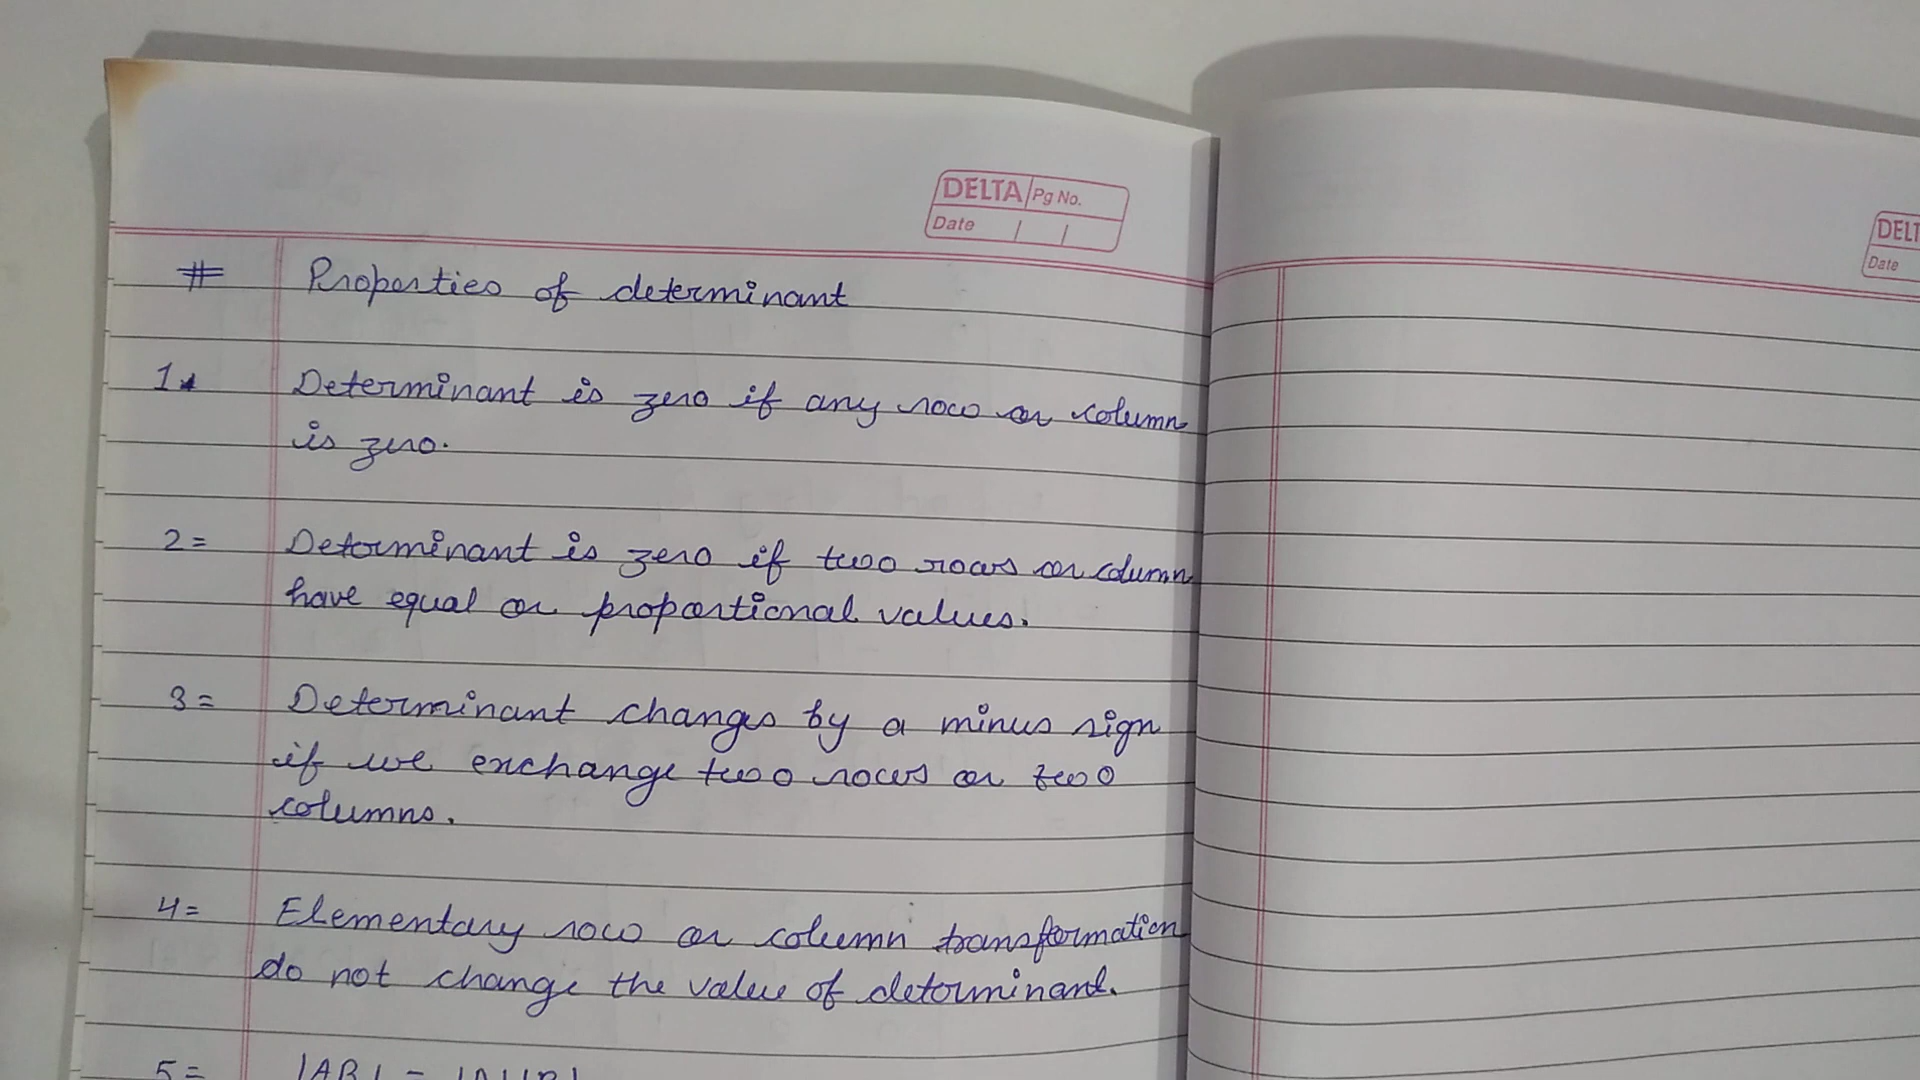 DELTA Pg No.
Date / /
# Properties of determinant
1. Determinant is zero if any row or column
is zero.
2= Determinant is zero if two rows or column
have equal or proportional values.
3= Determinant changes by a minus sign
if we exchange two rows or two
columns.
4= Elementary row or column transformation
do not change the value of determinant.
5= |AB| = |A||B|
DELT
Date